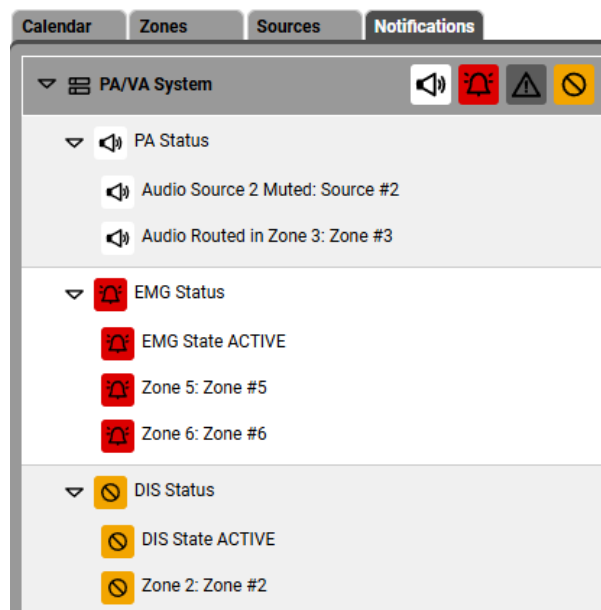 Calendar Zones Sources Notifications
PA/VA System
PA Status
Audio Source 2 Muted: Source #2
Audio Routed in Zone 3: Zone #3
EMG Status
EMG State ACTIVE
Zone 5: Zone #5
Zone 6: Zone #6
DIS Status
DIS State ACTIVE
Zone 2: Zone #2